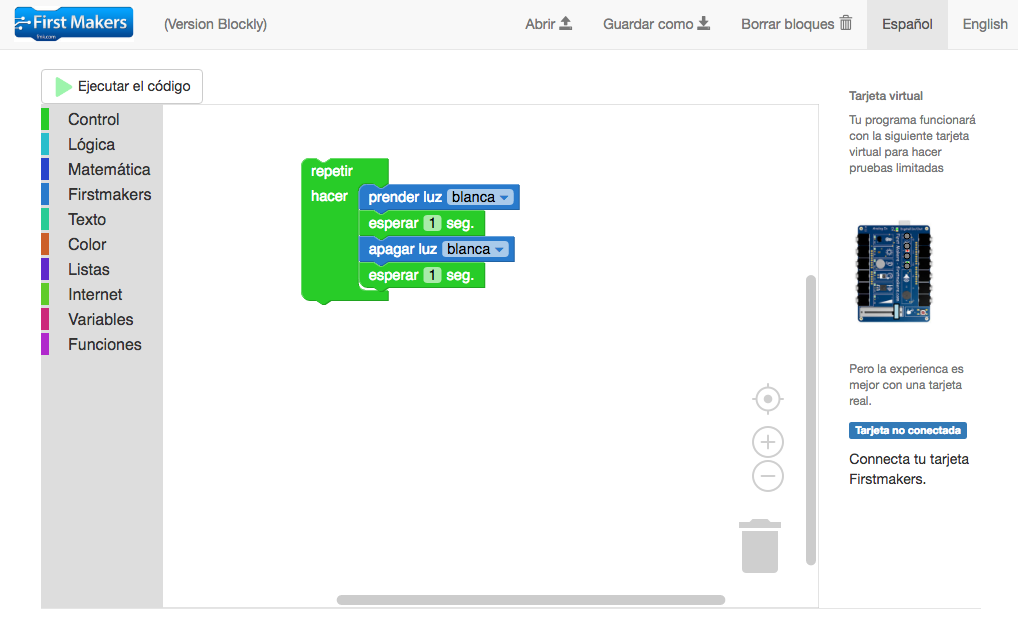 First Makers
(Version Blockly)
Abrir
Guardar como
Borrar bloques
Español
English
Ejecutar el código
Control
Lógica
Matemática
Firstmakers
Texto
Color
Listas
Internet
Variables
Funciones
repetir
hacer
prender luz blanca
esperar 1 seg.
apagar luz blanca
esperar 1 seg.
Tarjeta virtual
Tu programa funcionará
con la siguiente tarjeta
virtual para hacer
pruebas limitadas
Pero la experienca es
mejor con una tarjeta
real.
Tarjeta no conectada
Connecta tu tarjeta
Firstmakers.